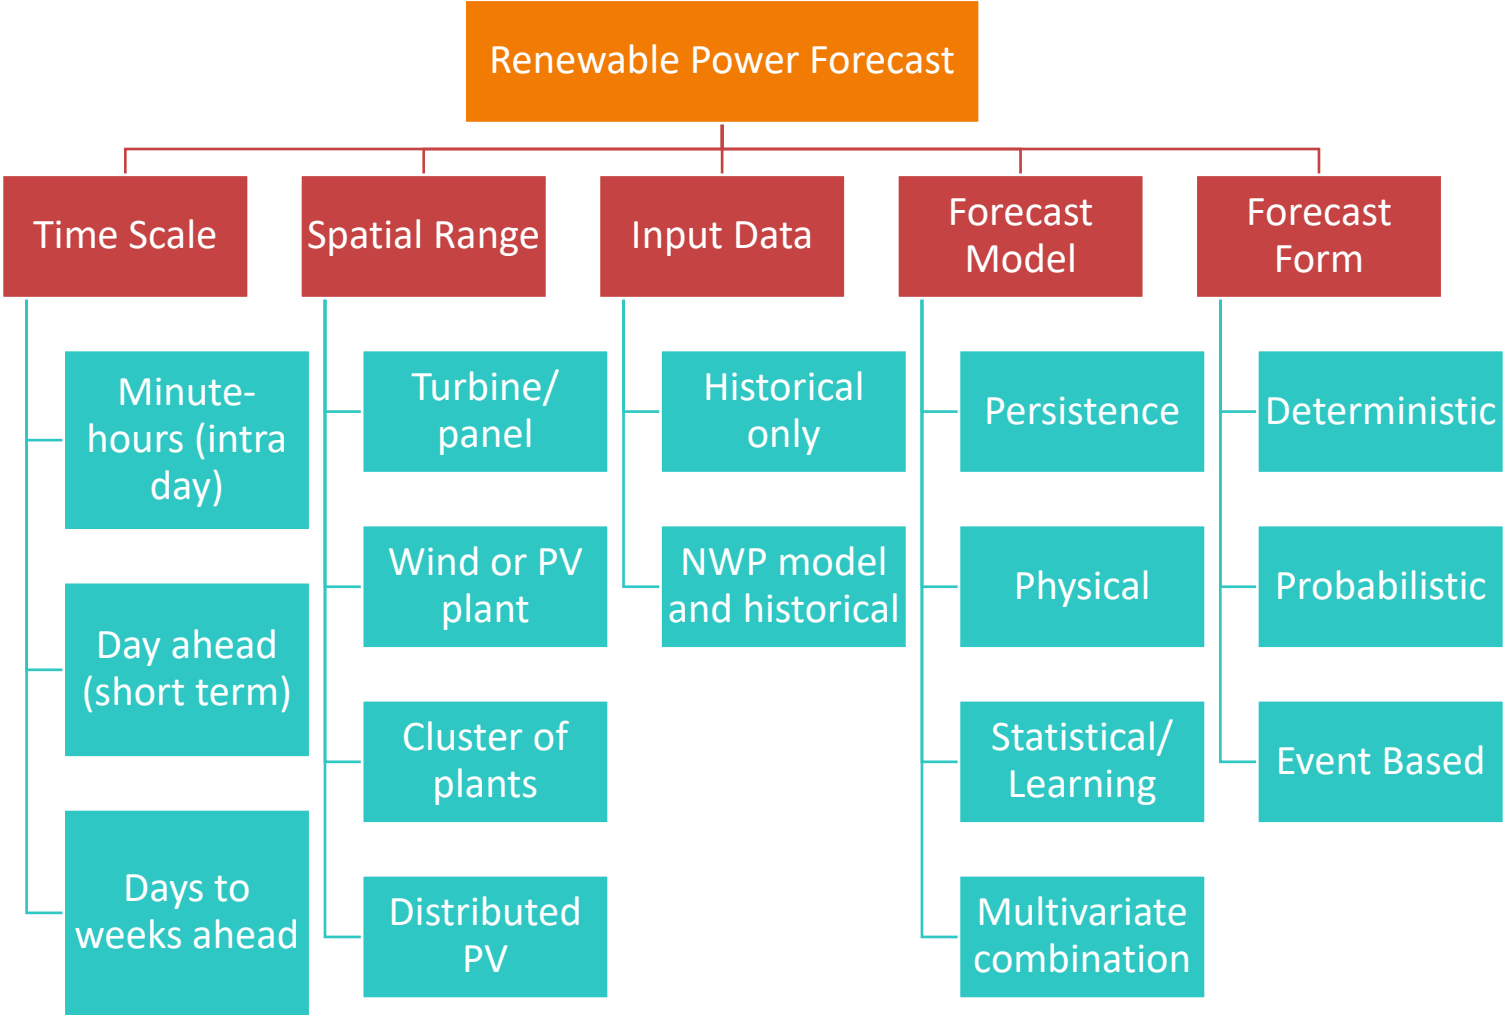 Renewable Power Forecast
Time Scale
Minute-
hours (intra
day)
Day ahead
(short term)
Days to
weeks ahead
Spatial Range
Turbine/
panel
Wind or PV
plant
Cluster of
plants
Distributed
PV
Input Data
Historical
only
NWP model
and historical
Forecast
Model
Persistence
Physical
Statistical/
Learning
Multivariate
combination
Forecast
Form
Deterministic
Probabilistic
Event Based